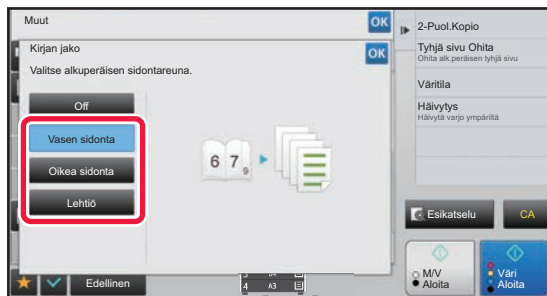 Muut
OK
Kirjan jako
OK
Valitse alkuperäisen sidontareuna.
Off
Vasen sidonta
Oikea sidonta
Lehtiö
6 7 9
Edellinen
4 A3
2-Puol.Kopio
Tyhjä sivu Ohita
Ohita alk.peräisen tyhjä sivu
Väritila
Häivytys
Häivytä varjo ympäriltä
Esikatselu
CA
M/V
Aloita
Väri
Aloita